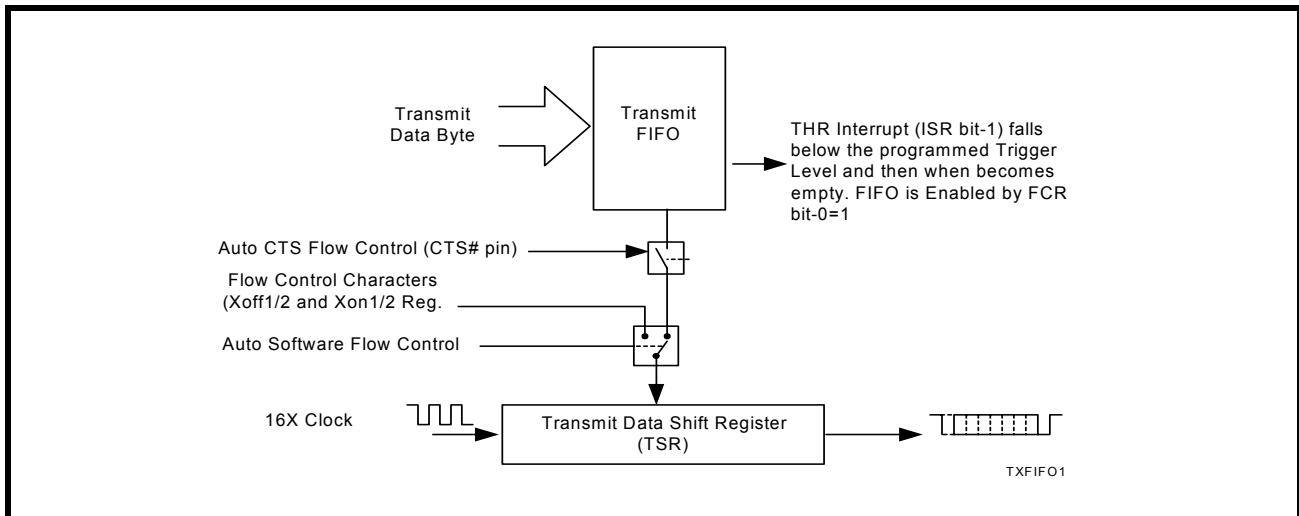 Transmit
Data Byte
Transmit
FIFO
THR Interrupt (ISR bit-1) falls
below the programmed Trigger
Level and then when becomes
empty. FIFO is Enabled by FCR
bit-0=1
Auto CTS Flow Control (CTS# pin)
Flow Control Characters
(Xoff1/2 and Xon1/2 Reg.
Auto Software Flow Control
16X Clock
Transmit Data Shift Register
(TSR)
TXFIFO1